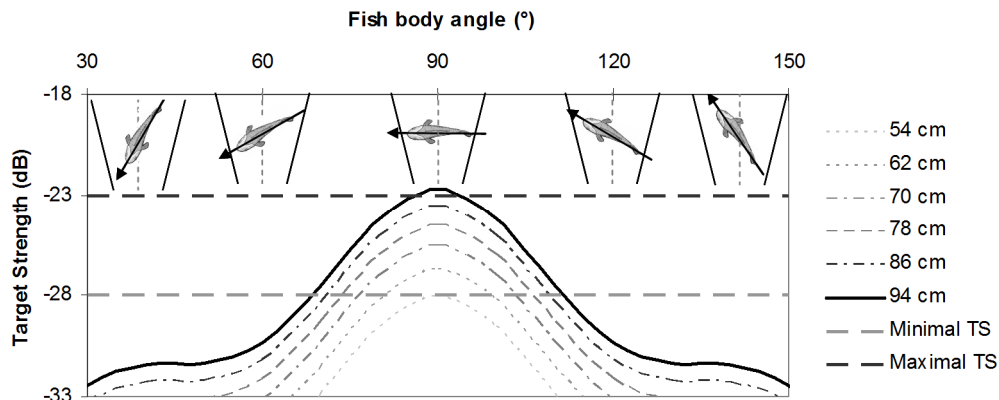 Fish body angle (°)
30 60 90 120 150
Target Strength (dB)
-18
-23
-28
-33
54 cm
62 cm
70 cm
78 cm
86 cm
94 cm
Minimal TS
Maximal TS